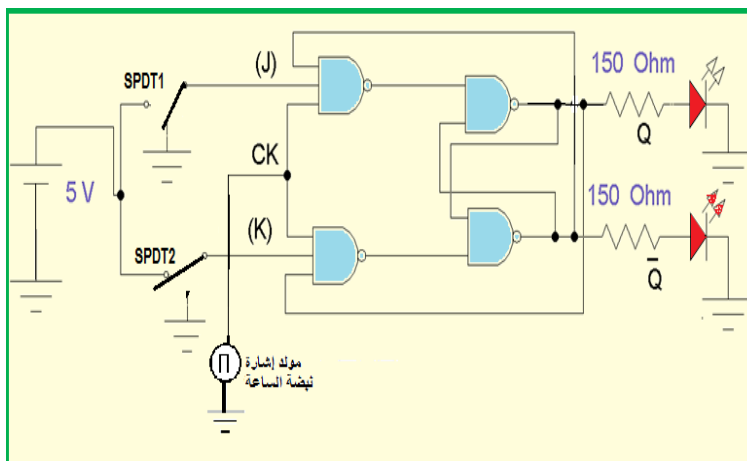 (J)
150 Ohm
SPDT1
Q
CK
5 V
150 Ohm
(K)
SPDT2
Q̅
مولد إشارة
نبضة الساعة